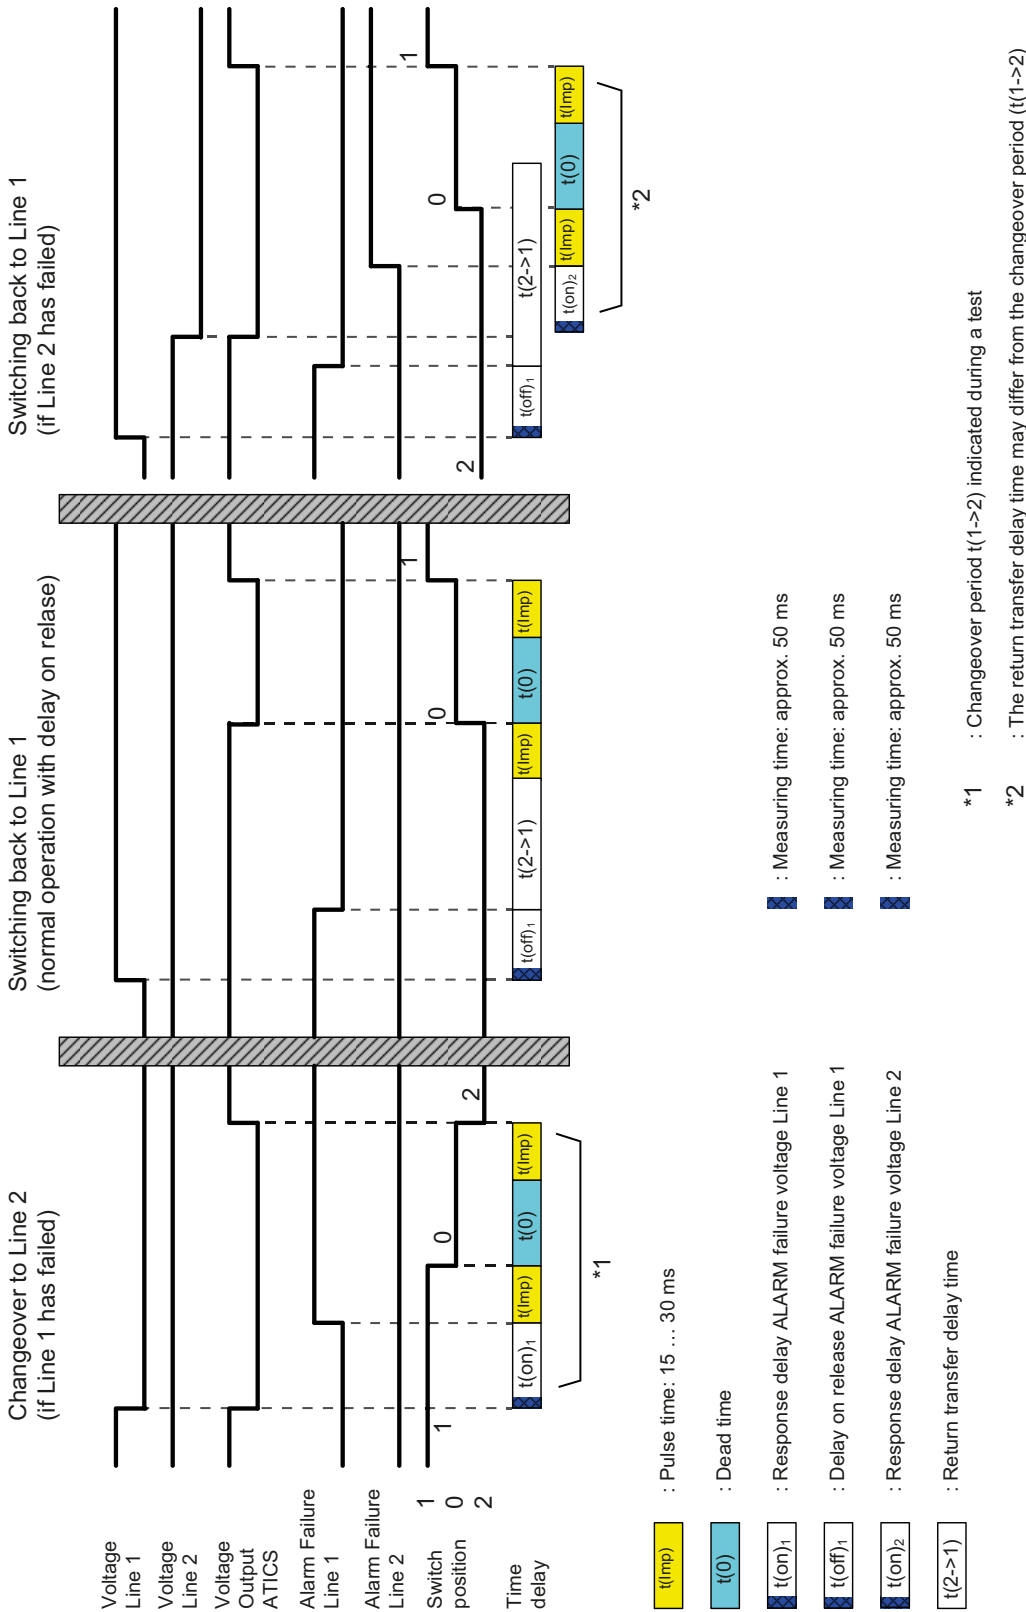 Changeover to Line 2
(if Line 1 has failed)
Switching back to Line 1
(normal operation with delay on relase)
Switching back to Line 1
(if Line 2 has failed)
Voltage
Line 1
Voltage
Line 2
Voltage
Output
ATICS
Alarm Failure
Line 1
Alarm Failure
Line 2
Switch
position
1
0
2
1
0
2
0
1
2
0
1
Time
delay
t(on)1 t(Imp) t(0) t(Imp)
*1
t(off)1 t(2->1) t(Imp) t(0) t(Imp)
t(off)1 t(2->1)
t(on)2 t(Imp) t(0) t(Imp)
*2
t(Imp) : Pulse time: 15 ... 30 ms
t(0) : Dead time
t(on)1 : Response delay ALARM failure voltage Line 1 : Measuring time: approx. 50 ms
t(off)1 : Delay on release ALARM failure voltage Line 1 : Measuring time: approx. 50 ms
t(on)2 : Response delay ALARM failure voltage Line 2 : Measuring time: approx. 50 ms
t(2->1) : Return transfer delay time
*1 : Changeover period t(1->2) indicated during a test
*2 : The return transfer delay time may differ from the changeover period (t(1->2)